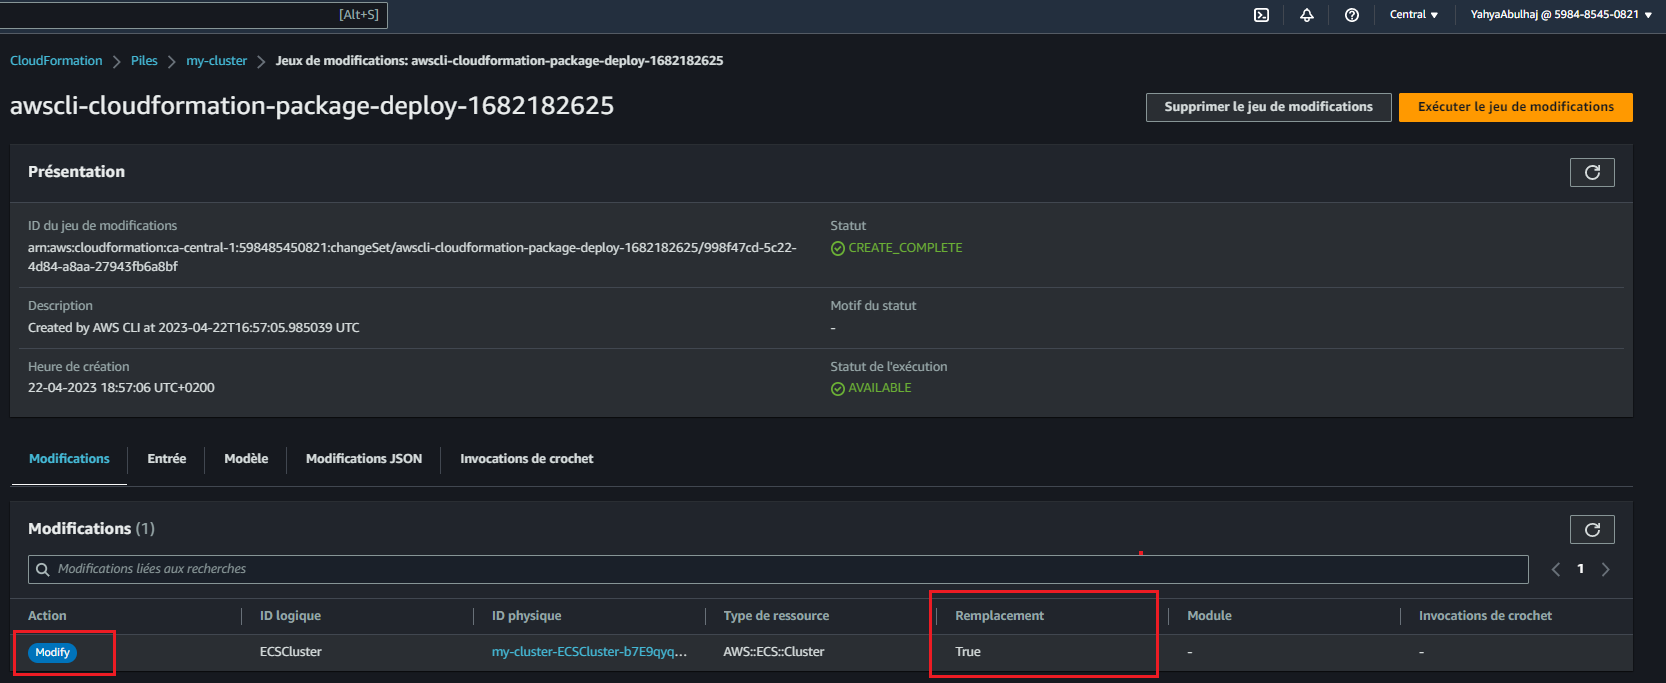 [Alt+S]
Central ▼
YahyaAbulhaj @ 5984-8545-0821 ▼
CloudFormation > Piles > my-cluster > Jeux de modifications: awscli-cloudformation-package-deploy-1682182625
awscli-cloudformation-package-deploy-1682182625
Supprimer le jeu de modifications
Exécuter le jeu de modifications
Présentation
ID du jeu de modifications
arn:aws:cloudformation:ca-central-1:598485450821:changeSet/awscli-cloudformation-package-deploy-1682182625/998f47cd-5c22-
4d84-a8aa-27943fb6a8bf
Statut
CREATE_COMPLETE
Description
Created by AWS CLI at 2023-04-22T16:57:05.985039 UTC
Motif du statut
-
Heure de création
22-04-2023 18:57:06 UTC+0200
Statut de l'exécution
AVAILABLE
Modifications
Entrée
Modèle
Modifications JSON
Invocations de crochet
Modifications (1)
Modifications liées aux recherches
< 1 >
Action
ID logique
ID physique
Type de ressource
Remplacement
Module
Invocations de crochet
Modify
ECSCluster
my-cluster-ECSCluster-b7E9qyq...
AWS::ECS::Cluster
True
-
-